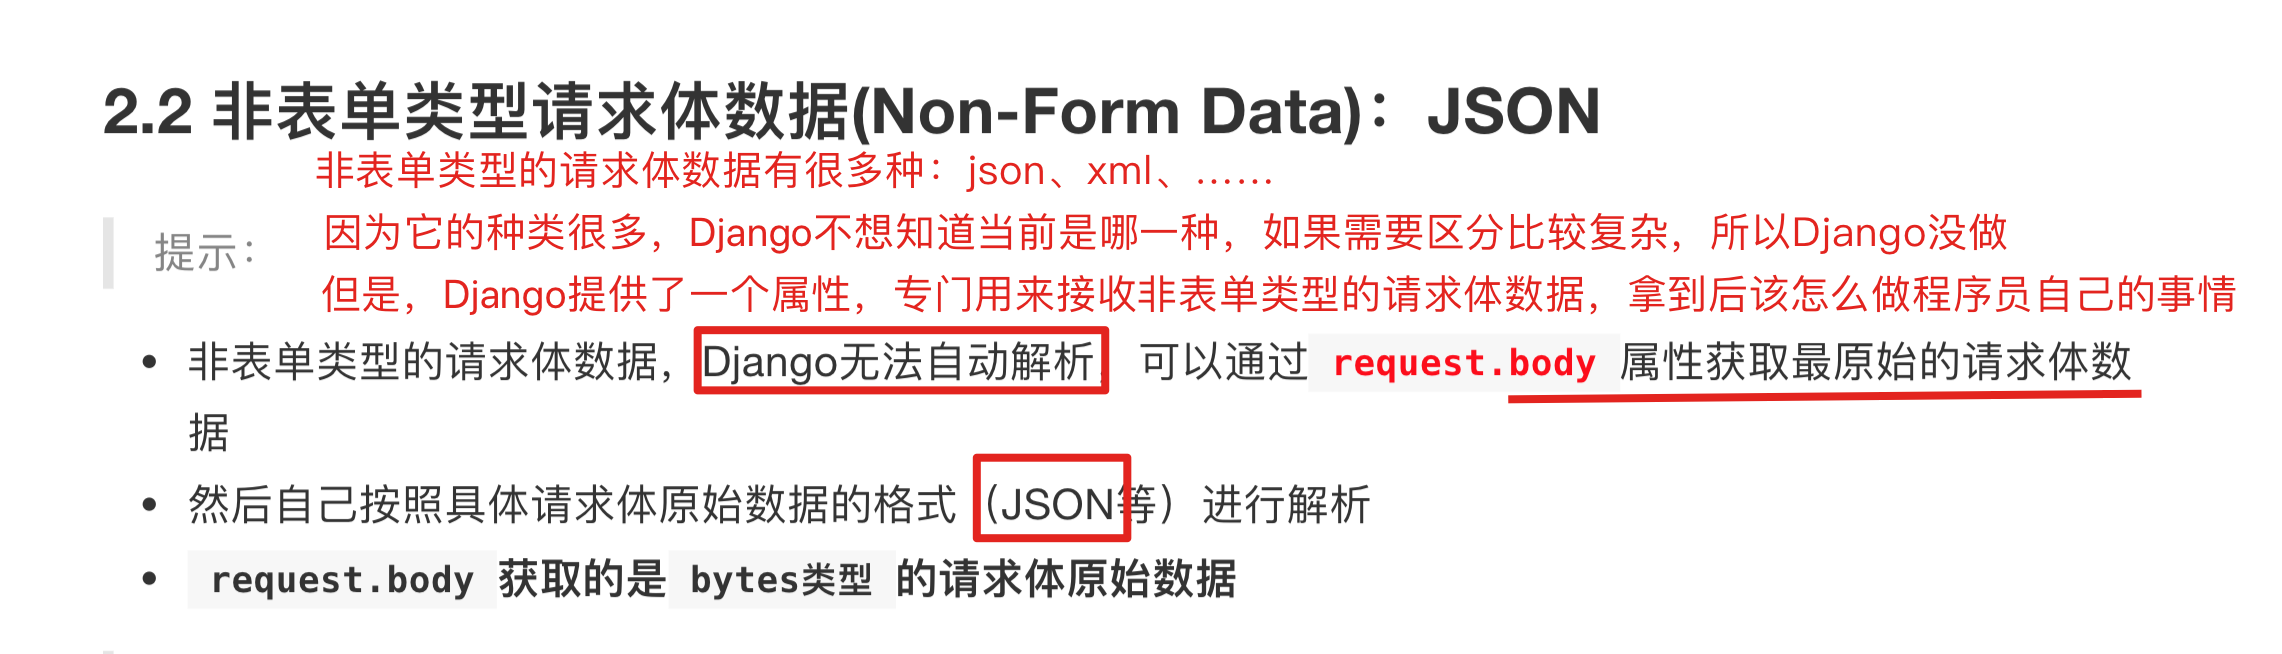 2.2 非表单类型请求体数据(Non-Form Data)：JSON
非表单类型的请求体数据有很多种：json、xml、……
因为它的种类很多，Django不想知道当前是哪一种，如果需要区分比较复杂，所以Django没做
提示：
但是，Django提供了一个属性，专门用来接收非表单类型的请求体数据，拿到后该怎么做程序员自己的事情
• 非表单类型的请求体数据，Django无法自动解析，可以通过 request.body 属性获取最原始的请求体数
据
• 然后自己按照具体请求体原始数据的格式（JSON等）进行解析
• request.body 获取的是 bytes类型 的请求体原始数据